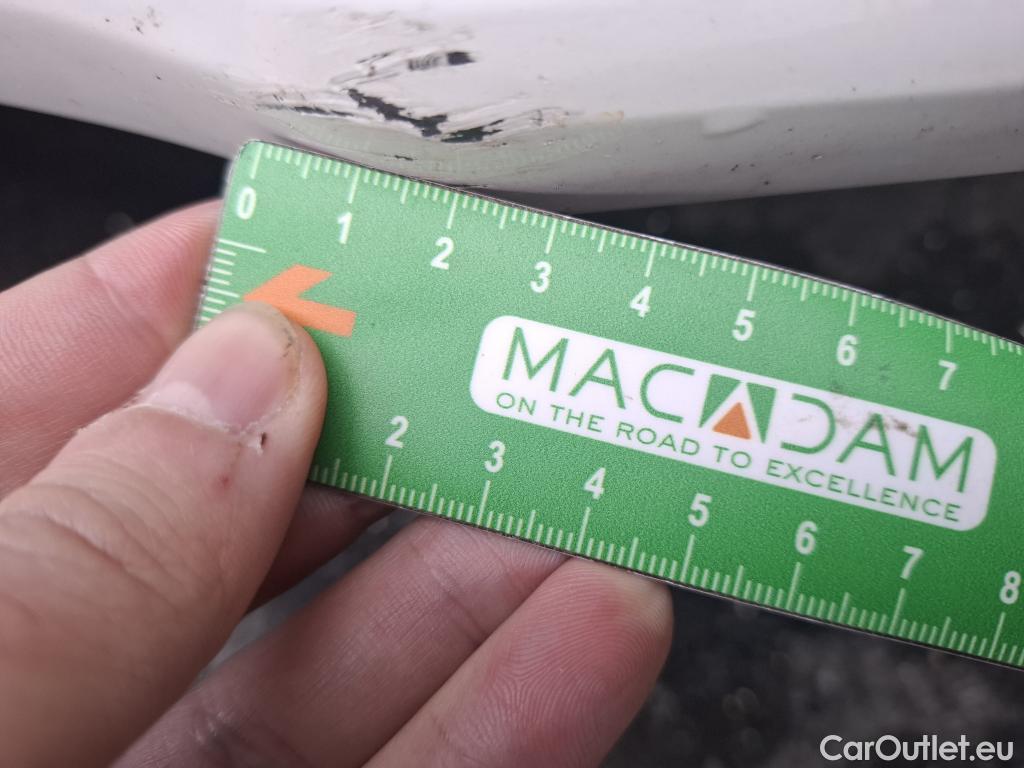 0 1 2 3 4 5 6 7
MACADAM
ON THE ROAD TO EXCELLENCE
2 3 4 5 6 7 8
CarOutlet.eu